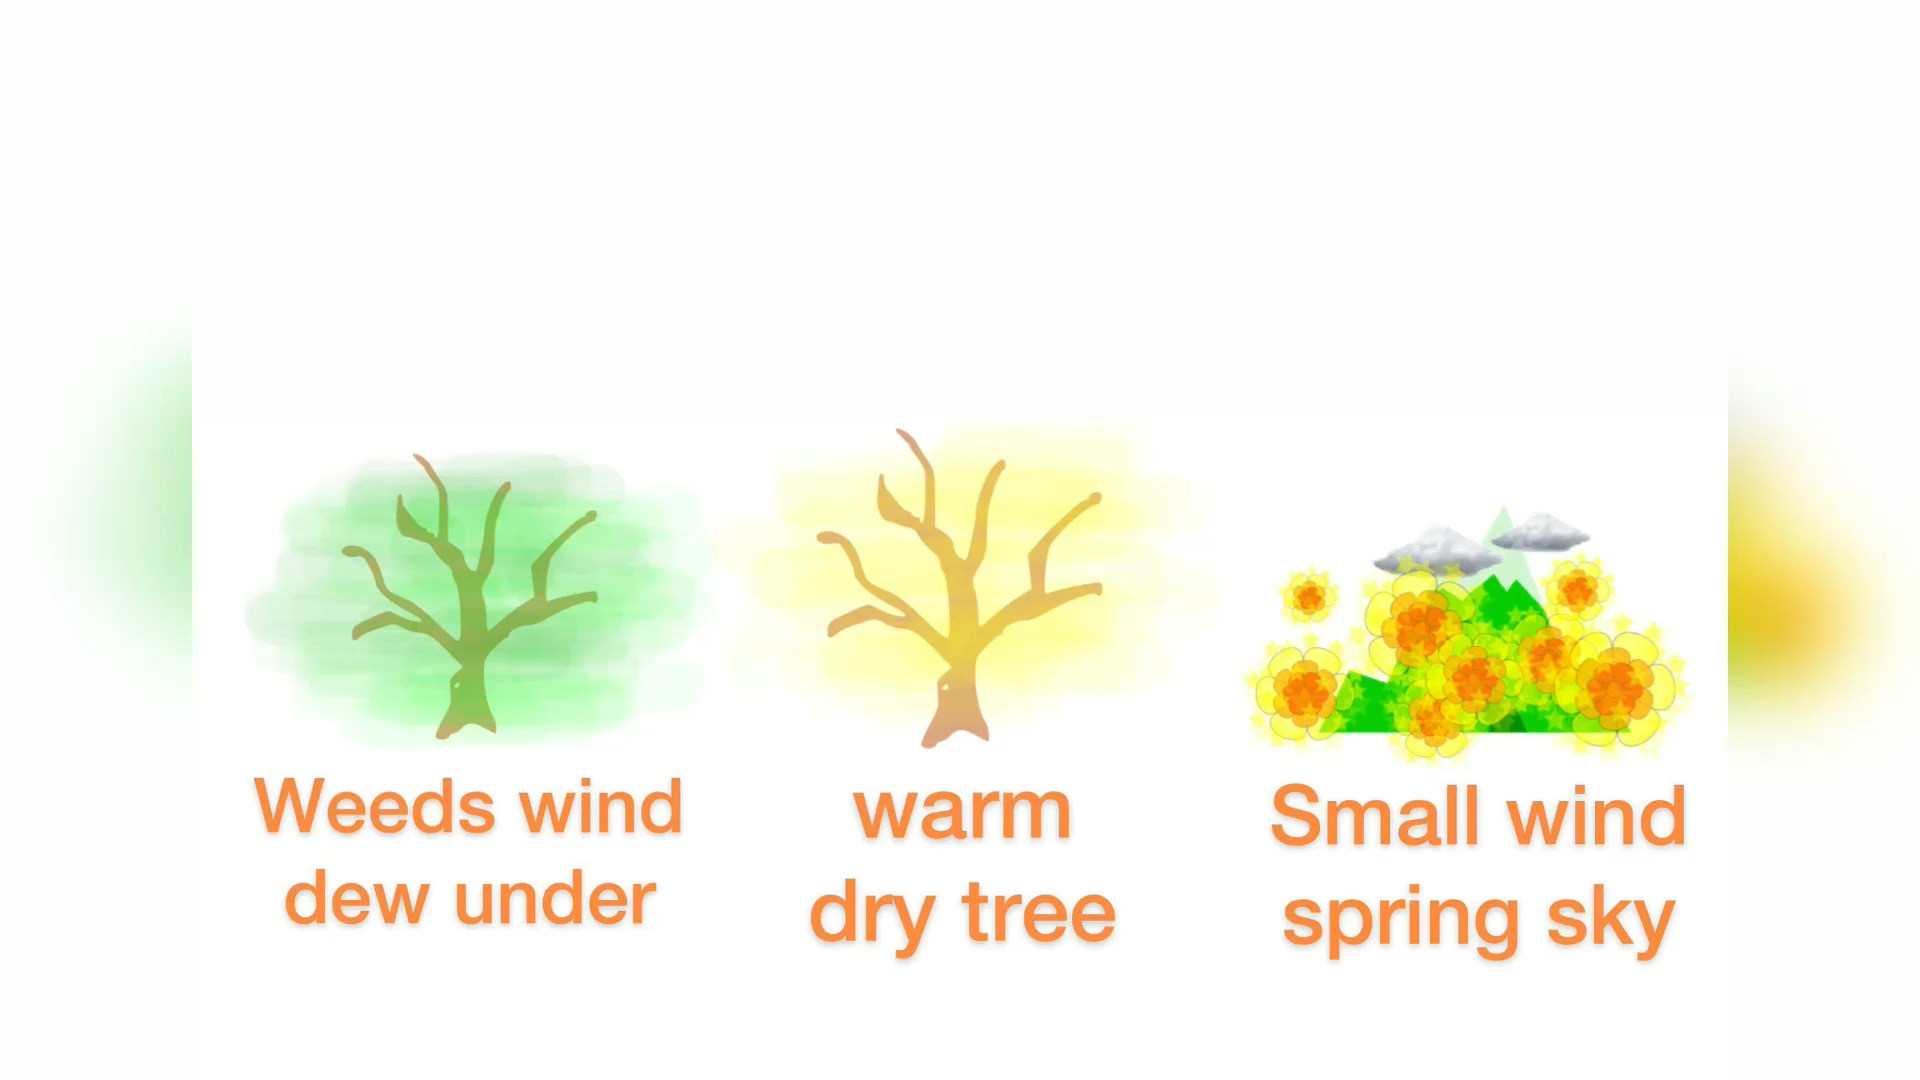 Weeds wind
dew under
warm
dry tree
Small wind
spring sky